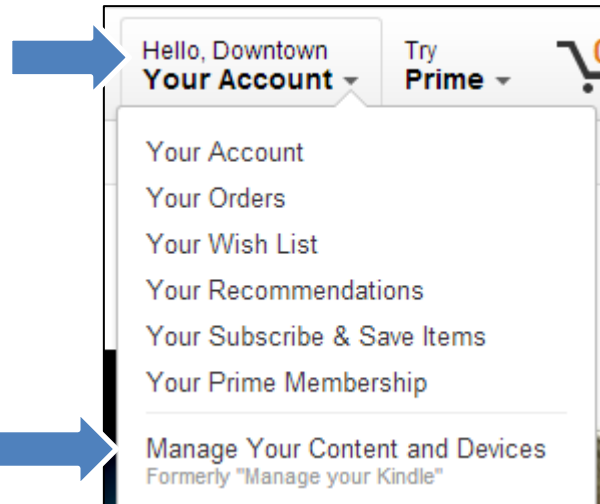 Hello, Downtown
Your Account
Try
Prime
Your Account
Your Orders
Your Wish List
Your Recommendations
Your Subscribe & Save Items
Your Prime Membership
Manage Your Content and Devices
Formerly "Manage your Kindle"